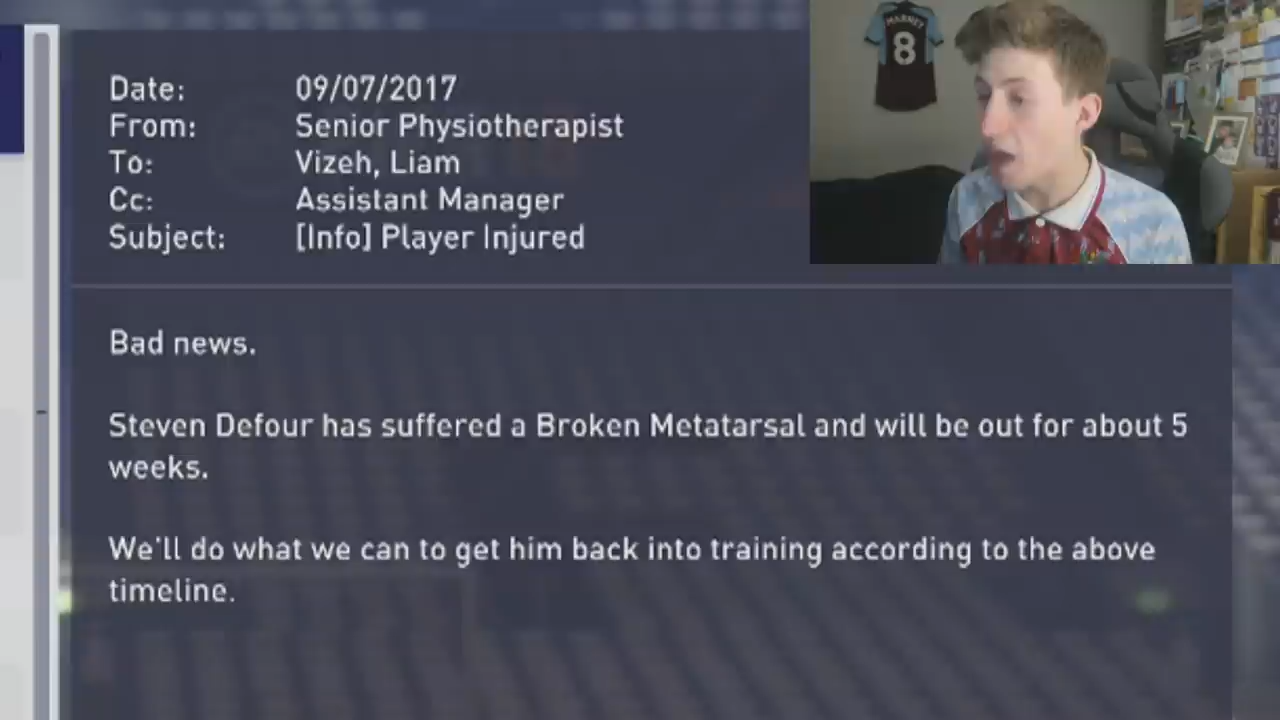 Date: 09/07/2017
From: Senior Physiotherapist
To: Vizeh, Liam
Cc: Assistant Manager
Subject: [Info] Player Injured
Bad news.
Steven Defour has suffered a Broken Metatarsal and will be out for about 5
weeks.
We'll do what we can to get him back into training according to the above
timeline.
8